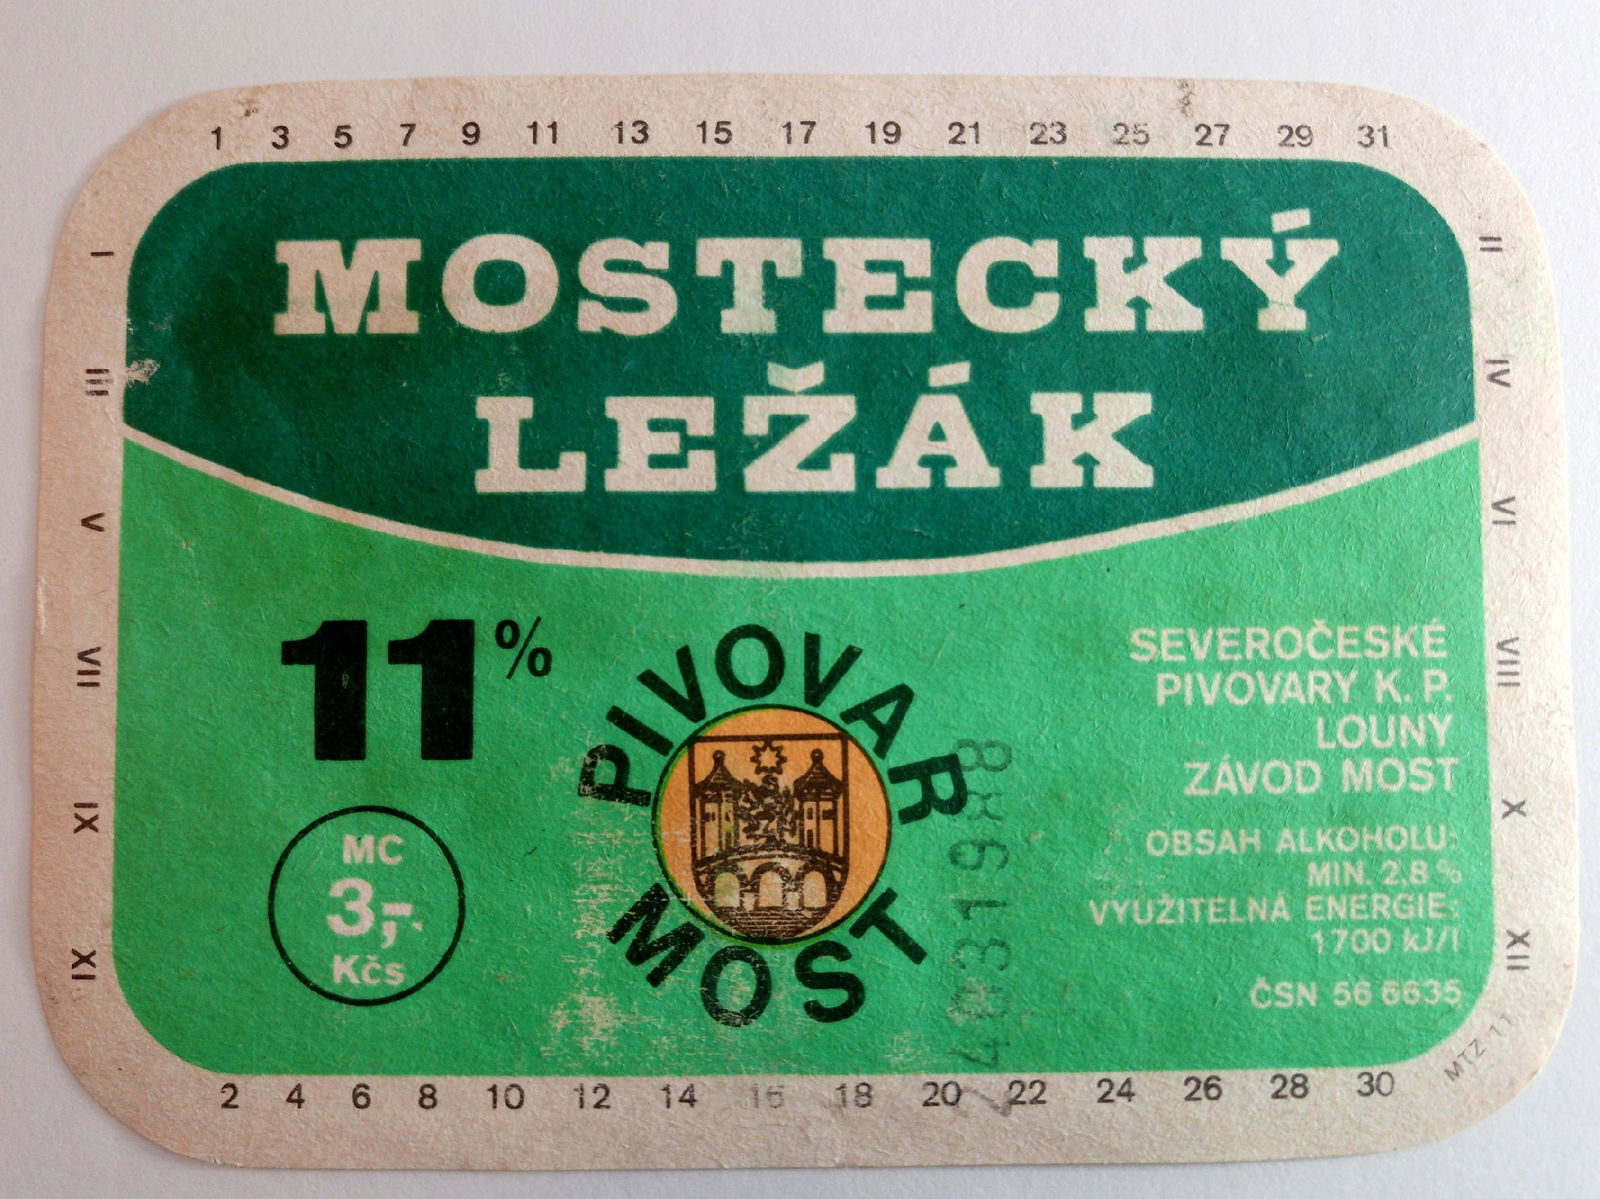 1 3 5 7 9 11 13 15 17 19 21 23 25 27 29 31
MOSTECKÝ
LEŽÁK
I
III
V
VII
IX
XI
II
IV
VI
VIII
X
XII
11%
MC
3,-
Kčs
PIVOVAR
MOST
SEVEROČESKÉ
PIVOVARY K. P.
LOUNY
ZÁVOD MOST
OBSAH ALKOHOLU:
MIN. 2.8 %
VYUŽITELNÁ ENERGIE:
1700 kJ/l
ČSN 56 6635
MTZ 11
2 4 6 8 10 12 14 16 18 20 22 24 26 28 30